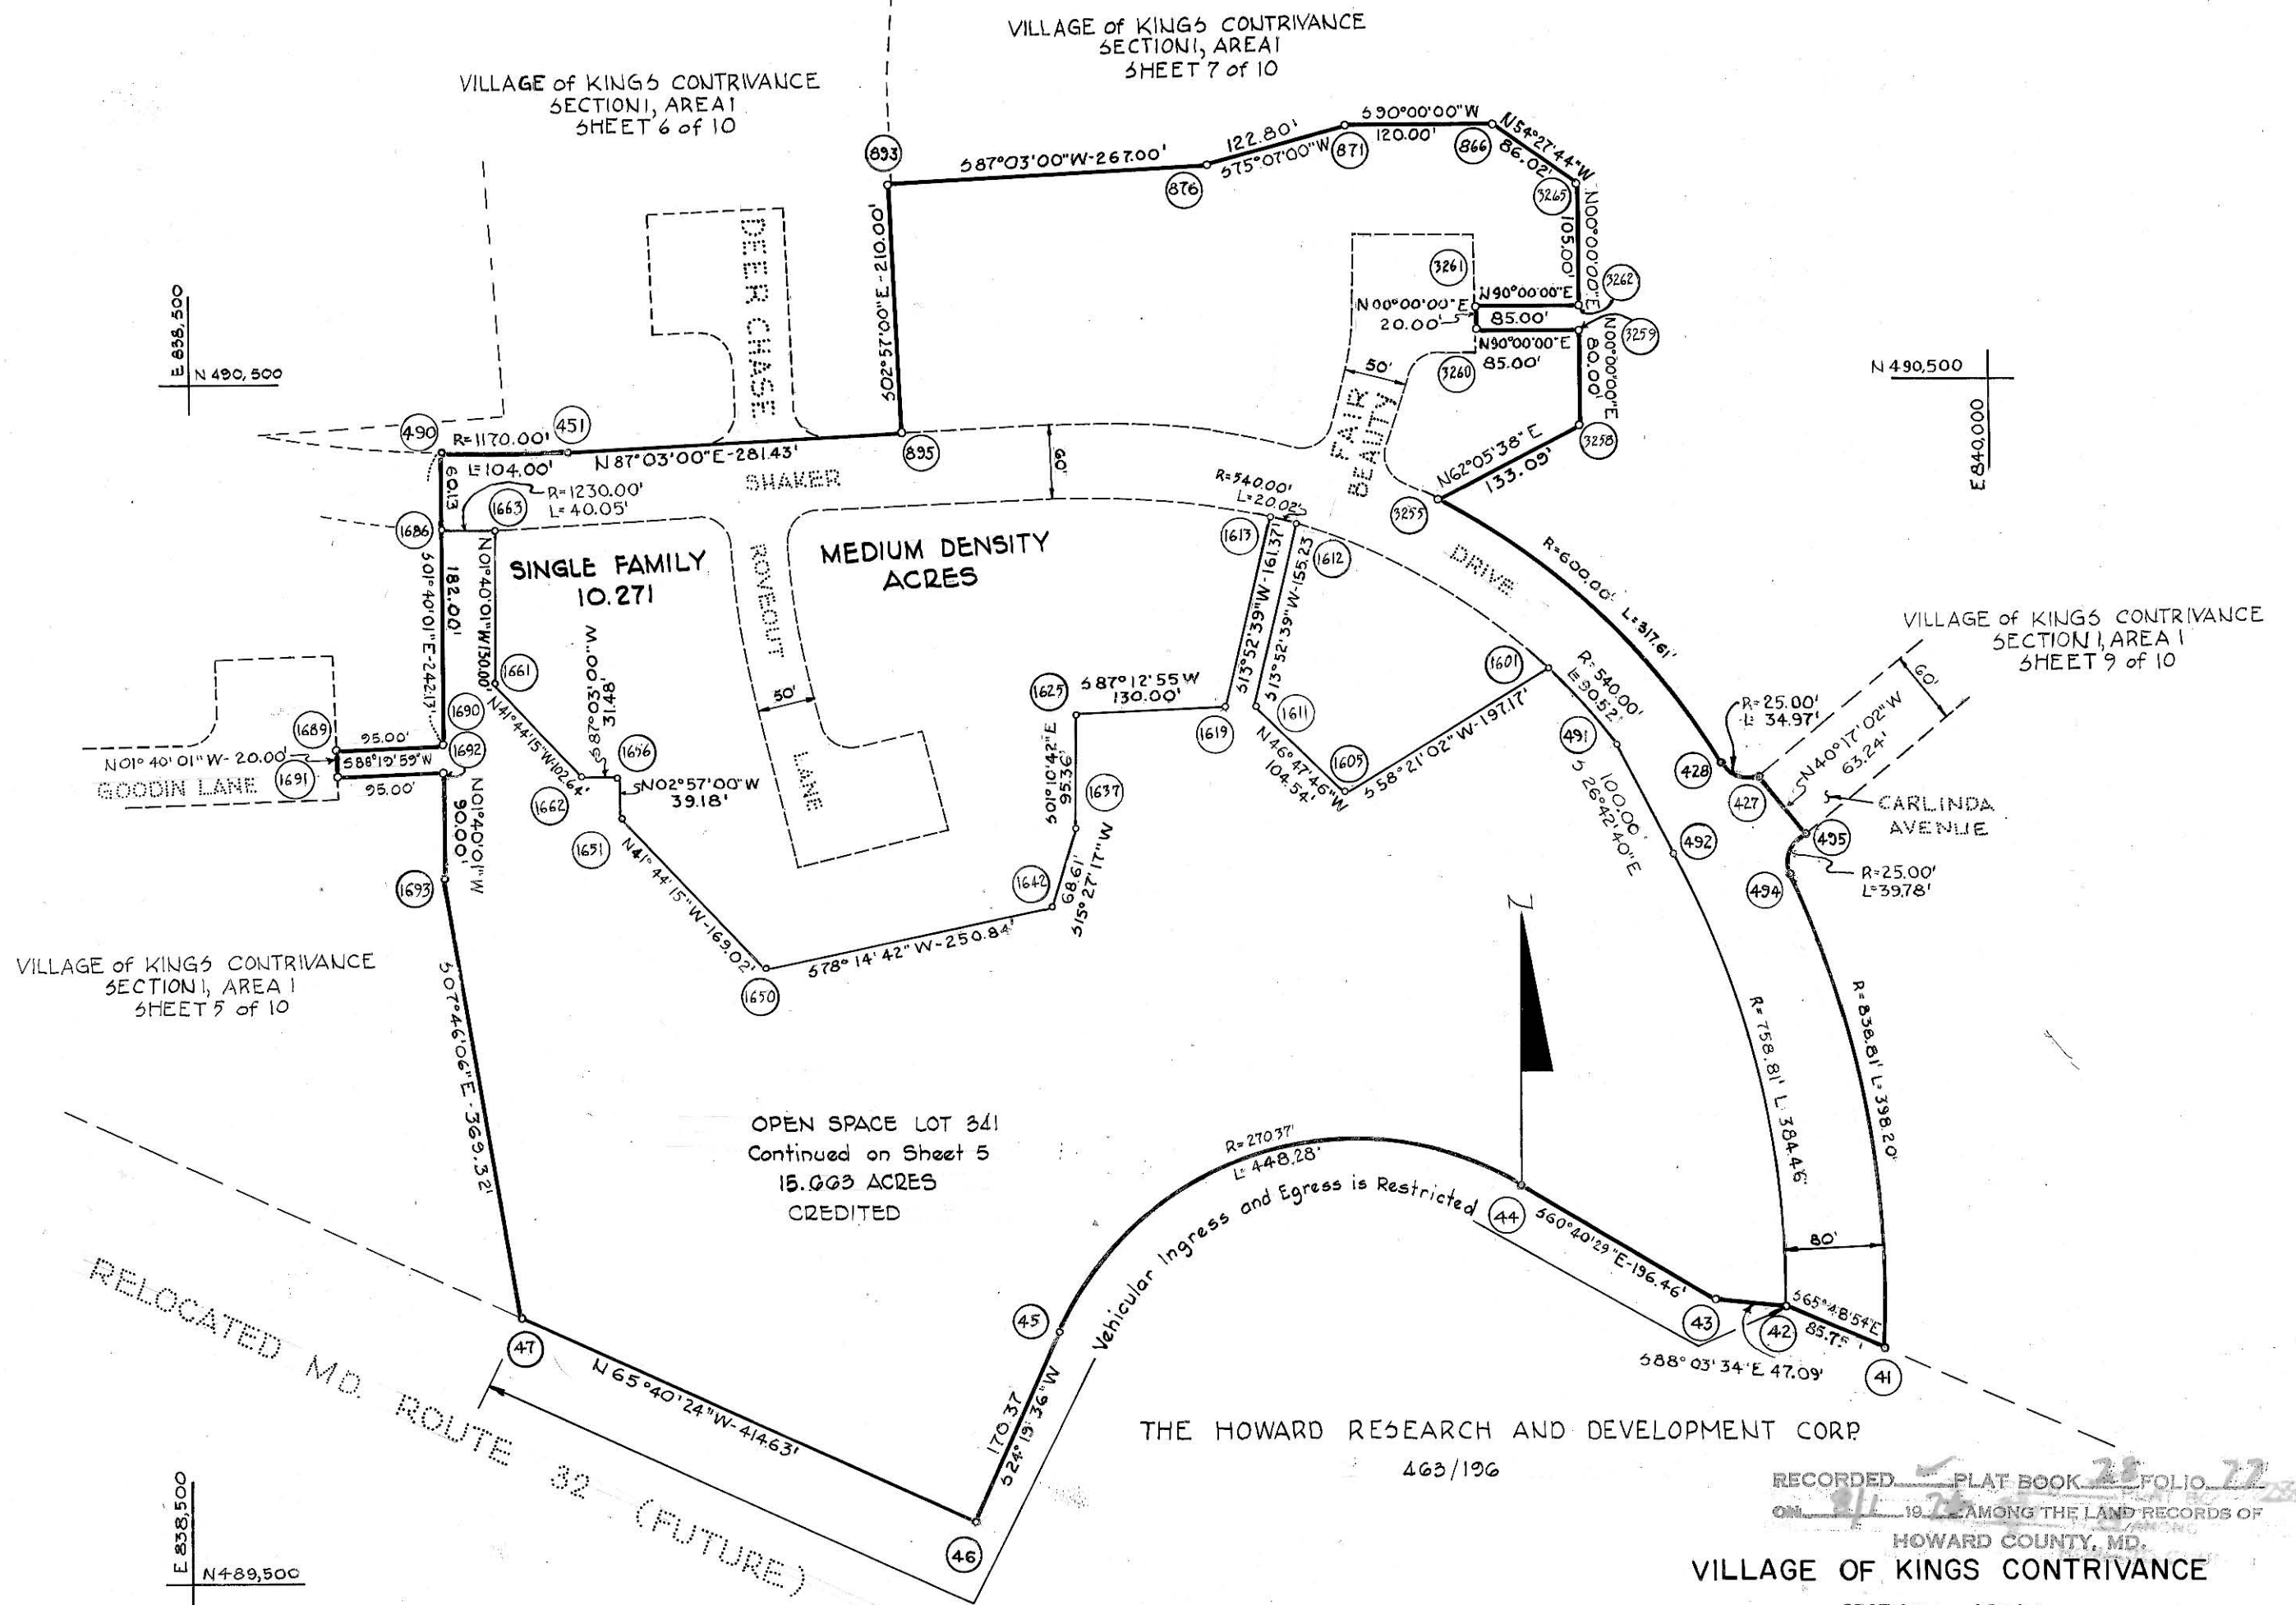 VILLAGE of KINGS CONTRIVANCE
SECTION 1, AREA 1
SHEET 7 of 10
VILLAGE of KINGS CONTRIVANCE
SECTION 1, AREA 1
SHEET 6 of 10
893
S87°03'00"W-267.00'
876
122.80'
S75°07'00"W
871
S90°00'00"W
120.00'
866
N54°27'44"W
86.02'
3265
N00°00'00"E
105.00'
3262
3261
N90°00'00"E
85.00'
N00°00'00"E
20.00'
N90°00'00"E
85.00'
3260
3259
N00°00'00"E
80.00'
3258
N62°05'38"E
133.09'
3255
DEER CHASE
S02°57'00"E-210.00'
E 838,500
N 490,500
N 490,500
E 840,000
50'
FAIR
BEAUTY
490
R=1170.00'
451
L=104.00'
N87°03'00"E-281.43'
895
SHAKER
60'
60.13
R=1230.00'
L=40.05'
1663
1686
R=540.00'
L=20.02'
1613
1612
DRIVE
R=600.00' L=317.61'
SINGLE FAMILY
10.271
MEDIUM DENSITY
ACRES
ROVEOUT
LANE
50'
S01°40'01"E-242.13'
182.00'
N01°40'01"W 130.00'
1661
N41°44'15"W-102.64'
S87°03'00"W
31.48'
1656
N02°57'00"W
39.18'
1662
1651
N41°44'15"W-169.02'
1650
S78°14'42"W-250.84'
1642
68.61'
S15°27'17"W
1637
S01°10'42"E
95.36'
1625
S87°12'55W
130.00'
1619
S13°52'39"W-161.37'
S13°52'39"W-155.23
1611
N46°47'46"W
104.54'
1605
S58°21'02"W-197.17'
1601
R=540.00'
L=90.52'
491
100.00'
S26°42'40"E
492
VILLAGE of KINGS CONTRIVANCE
SECTION 1, AREA 1
SHEET 9 of 10
60'
R=25.00'
L= 34.97'
N40°17'02"W
63.24'
428
427
CARLINDA
AVENUE
495
R=25.00'
L=39.78'
494
1690
1689
95.00'
1692
N01°40'01"W-20.00'
S88°19'59"W
1691
GOODIN LANE
95.00'
N01°40'01"W
90.00'
1693
VILLAGE of KINGS CONTRIVANCE
SECTION 1, AREA 1
SHEET 5 of 10
S07°46'06"E-369.32'
R=758.81' L=384.46'
R=838.81' L=398.20'
OPEN SPACE LOT 341
Continued on Sheet 5
15.663 ACRES
CREDITED
R=270.37'
L=448.28'
Vehicular Ingress and Egress is Restricted
44
S60°40'29"E-196.46'
80'
43
42
S65°48'54"E
85.75'
41
S88°03'34"E 47.09'
45
170.37
S24°19'36"W
47
N65°40'24"W-414.63'
46
RELOCATED MD. ROUTE 32 (FUTURE)
THE HOWARD RESEARCH AND DEVELOPMENT CORP.
463/196
E 838,500
N489,500
RECORDED PLAT BOOK 28 FOLIO 77
ON 19 AMONG THE LAND RECORDS OF
HOWARD COUNTY, MD.
VILLAGE OF KINGS CONTRIVANCE